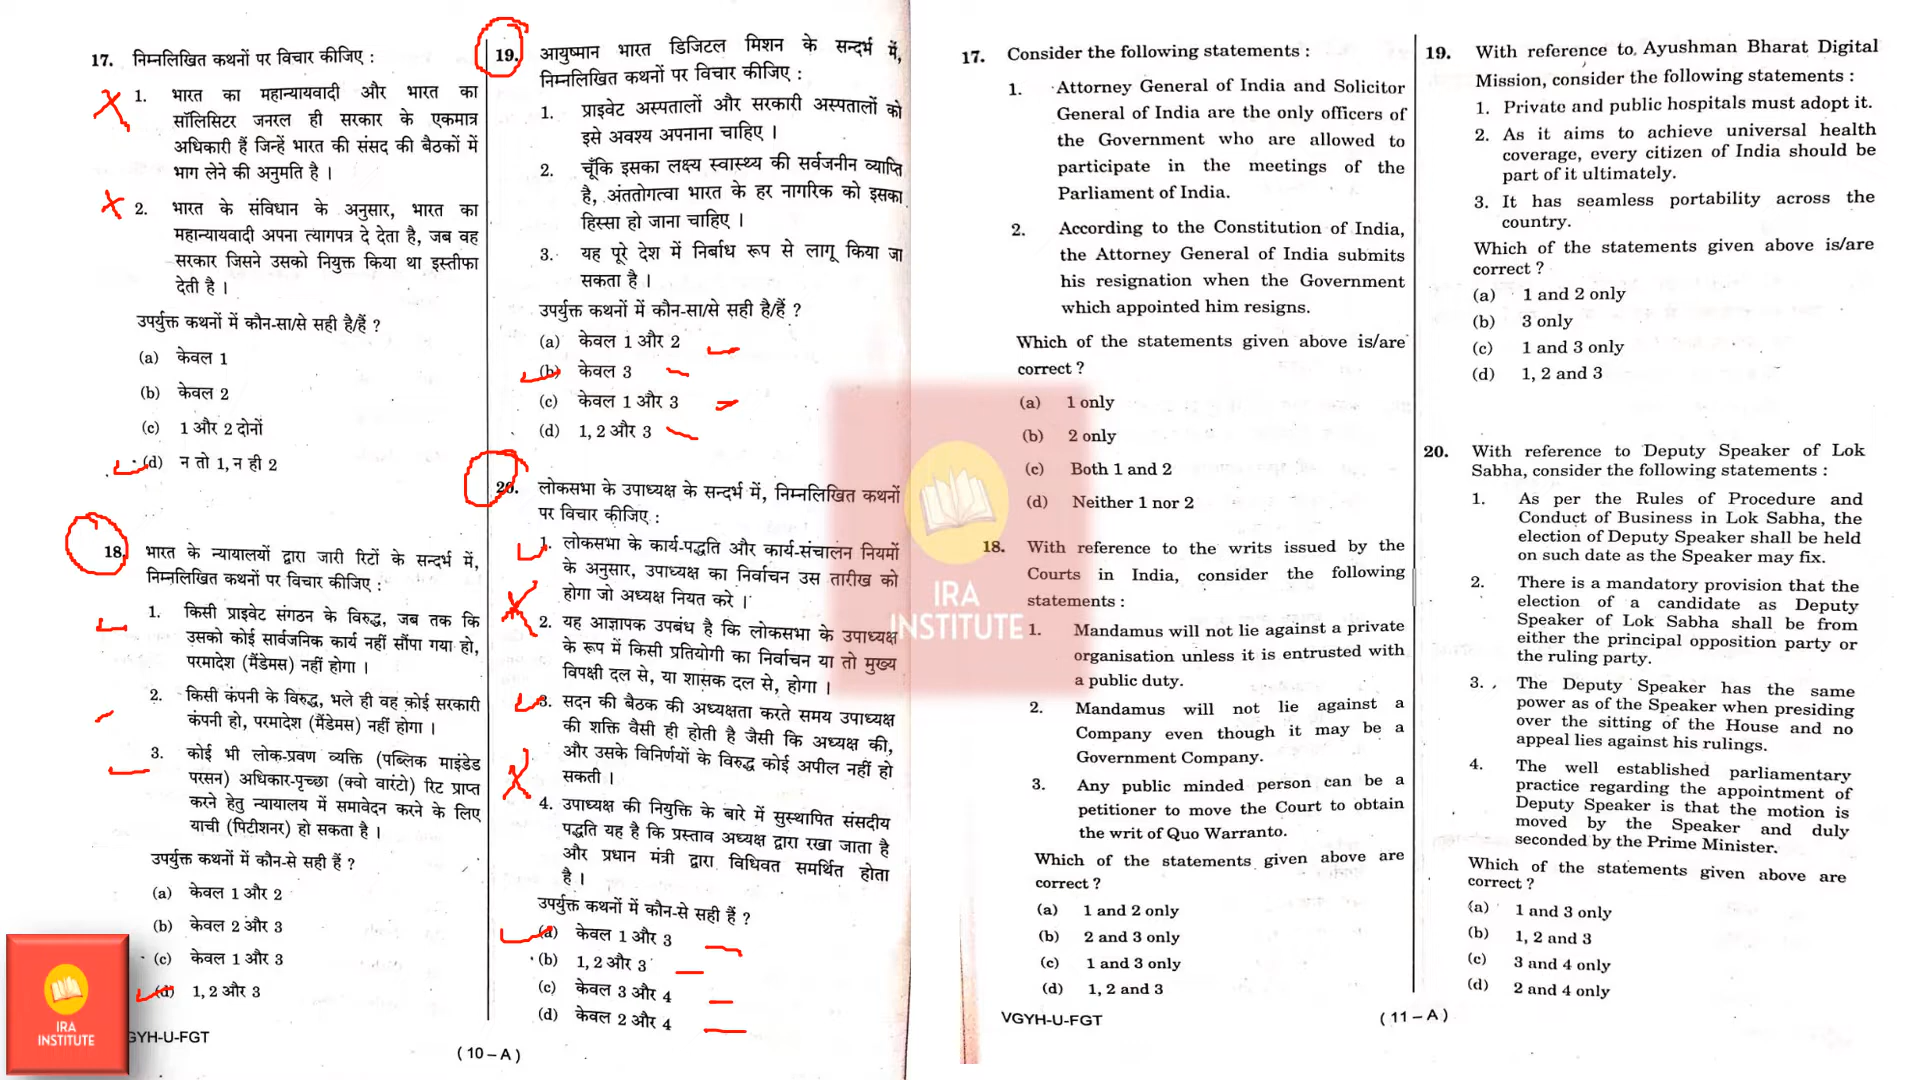 17. निम्नलिखित कथनों पर विचार कीजिए :
1. भारत का महान्यायवादी और भारत का
सॉलिसिटर जनरल ही सरकार के एकमात्र
अधिकारी हैं जिन्हें भारत की संसद की बैठकों में
भाग लेने की अनुमति है ।
2. भारत के संविधान के अनुसार, भारत का
महान्यायवादी अपना त्यागपत्र दे देता है, जब वह
सरकार जिसने उसको नियुक्त किया था इस्तीफा
देती है ।
उपर्युक्त कथनों में कौन-सा/से सही है/हैं ?
(a) केवल 1
(b) केवल 2
(c) 1 और 2 दोनों
(d) न तो 1, न ही 2
18. भारत के न्यायालयों द्वारा जारी रिटों के सन्दर्भ में,
निम्नलिखित कथनों पर विचार कीजिए :
1. किसी प्राइवेट संगठन के विरुद्ध, जब तक कि
उसको कोई सार्वजनिक कार्य नहीं सौंपा गया हो,
परमादेश (मैंडेमस) नहीं होगा ।
2. किसी कंपनी के विरुद्ध, भले ही वह कोई सरकारी
कंपनी हो, परमादेश (मैंडेमस) नहीं होगा ।
3. कोई भी लोक-प्रवण व्यक्ति (पब्लिक माइंडेड
परसन) अधिकार-पृच्छा (क्वो वारंटो) रिट प्राप्त
करने हेतु न्यायालय में समावेदन करने के लिए
याची (पिटीशनर) हो सकता है ।
उपर्युक्त कथनों में कौन-से सही हैं ?
(a) केवल 1 और 2
(b) केवल 2 और 3
(c) केवल 1 और 3
(d) 1, 2 और 3
GYH-U-FGT
19. आयुष्मान भारत डिजिटल मिशन के सन्दर्भ में,
निम्नलिखित कथनों पर विचार कीजिए :
1. प्राइवेट अस्पतालों और सरकारी अस्पतालों को
इसे अवश्य अपनाना चाहिए ।
2. चूँकि इसका लक्ष्य स्वास्थ्य की सर्वजनीन व्याप्ति
है, अंततोगत्वा भारत के हर नागरिक को इसका
हिस्सा हो जाना चाहिए ।
3. यह पूरे देश में निर्बाध रूप से लागू किया जा
सकता है ।
उपर्युक्त कथनों में कौन-सा/से सही है/हैं ?
(a) केवल 1 और 2
(b) केवल 3
(c) केवल 1 और 3
(d) 1, 2 और 3
20. लोकसभा के उपाध्यक्ष के सन्दर्भ में, निम्नलिखित कथनों
पर विचार कीजिए :
1. लोकसभा के कार्य-पद्धति और कार्य-संचालन नियमों
के अनुसार, उपाध्यक्ष का निर्वाचन उस तारीख को
होगा जो अध्यक्ष नियत करे ।
2. यह आज्ञापक उपबंध है कि लोकसभा के उपाध्यक्ष
के रूप में किसी प्रतियोगी का निर्वाचन या तो मुख्य
विपक्षी दल से, या शासक दल से, होगा ।
3. सदन की बैठक की अध्यक्षता करते समय उपाध्यक्ष
की शक्ति वैसी ही होती है जैसी कि अध्यक्ष की,
और उसके विनिर्णयों के विरुद्ध कोई अपील नहीं हो
सकती ।
4. उपाध्यक्ष की नियुक्ति के बारे में सुस्थापित संसदीय
पद्धति यह है कि प्रस्ताव अध्यक्ष द्वारा रखा जाता है
और प्रधान मंत्री द्वारा विधिवत समर्थित होता
है ।
उपर्युक्त कथनों में कौन-से सही हैं ?
(a) केवल 1 और 3
(b) 1, 2 और 3
(c) केवल 3 और 4
(d) केवल 2 और 4
( 10 – A )
17. Consider the following statements :
1. Attorney General of India and Solicitor
General of India are the only officers of
the Government who are allowed to
participate in the meetings of the
Parliament of India.
2. According to the Constitution of India,
the Attorney General of India submits
his resignation when the Government
which appointed him resigns.
Which of the statements given above is/are
correct ?
(a) 1 only
(b) 2 only
(c) Both 1 and 2
(d) Neither 1 nor 2
18. With reference to the writs issued by the
Courts in India, consider the following
statements :
1. Mandamus will not lie against a private
organisation unless it is entrusted with
a public duty.
2. Mandamus will not lie against a
Company even though it may be a
Government Company.
3. Any public minded person can be a
petitioner to move the Court to obtain
the writ of Quo Warranto.
Which of the statements given above are
correct ?
(a) 1 and 2 only
(b) 2 and 3 only
(c) 1 and 3 only
(d) 1, 2 and 3
VGYH-U-FGT
19. With reference to Ayushman Bharat Digital
Mission, consider the following statements :
1. Private and public hospitals must adopt it.
2. As it aims to achieve universal health
coverage, every citizen of India should be
part of it ultimately.
3. It has seamless portability across the
country.
Which of the statements given above is/are
correct ?
(a) 1 and 2 only
(b) 3 only
(c) 1 and 3 only
(d) 1, 2 and 3
20. With reference to Deputy Speaker of Lok
Sabha, consider the following statements :
1. As per the Rules of Procedure and
Conduct of Business in Lok Sabha, the
election of Deputy Speaker shall be held
on such date as the Speaker may fix.
2. There is a mandatory provision that the
election of a candidate as Deputy
Speaker of Lok Sabha shall be from
either the principal opposition party or
the ruling party.
3. The Deputy Speaker has the same
power as of the Speaker when presiding
over the sitting of the House and no
appeal lies against his rulings.
4. The well established parliamentary
practice regarding the appointment of
Deputy Speaker is that the motion is
moved by the Speaker and duly
seconded by the Prime Minister.
Which of the statements given above are
correct ?
(a) 1 and 3 only
(b) 1, 2 and 3
(c) 3 and 4 only
(d) 2 and 4 only
( 11 – A )
IRA
INSTITUTE
IRA
INSTITUTE